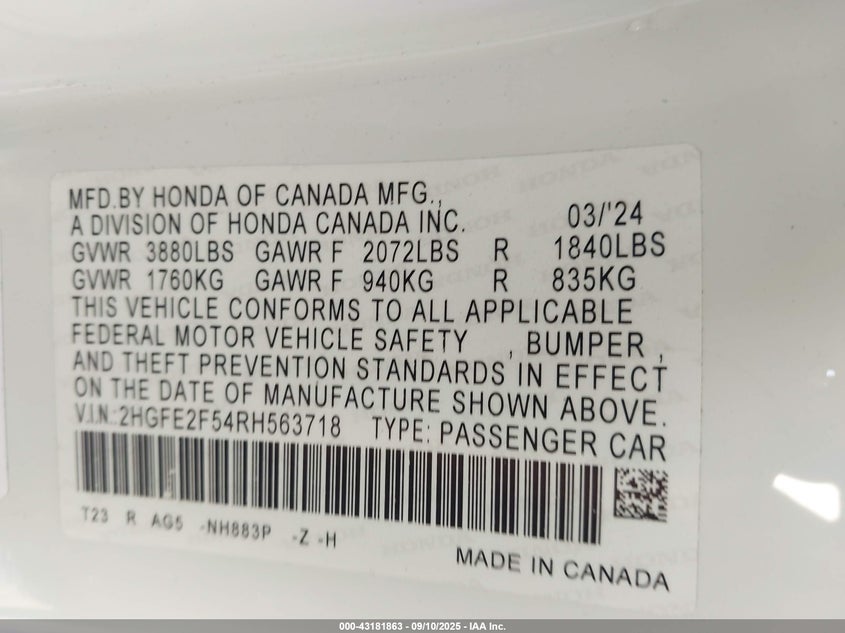 MFD.BY HONDA OF CANADA MFG.,
A DIVISION OF HONDA CANADA INC. 03/'24
GVWR 3880LBS GAWR F 2072LBS R 1840LBS
GVWR 1760KG GAWR F 940KG R 835KG
THIS VEHICLE CONFORMS TO ALL APPLICABLE
FEDERAL MOTOR VEHICLE SAFETY , BUMPER ,
AND THEFT PREVENTION STANDARDS IN EFFECT
ON THE DATE OF MANUFACTURE SHOWN ABOVE.
V.I.N.:2HGFE2F54RH563718 TYPE: PASSENGER CAR
T23 R AG5 -NH883P -Z -H
MADE IN CANADA
000-43181863 — 09/10/2025 — IAA Inc.